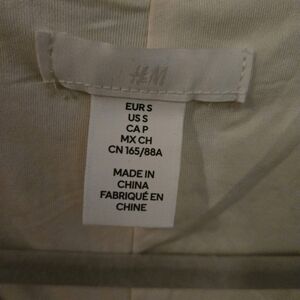 H&M
EUR S
US S
CA P
MX CH
CN 165/88A
MADE IN
CHINA
FABRIQUÉ EN
CHINE